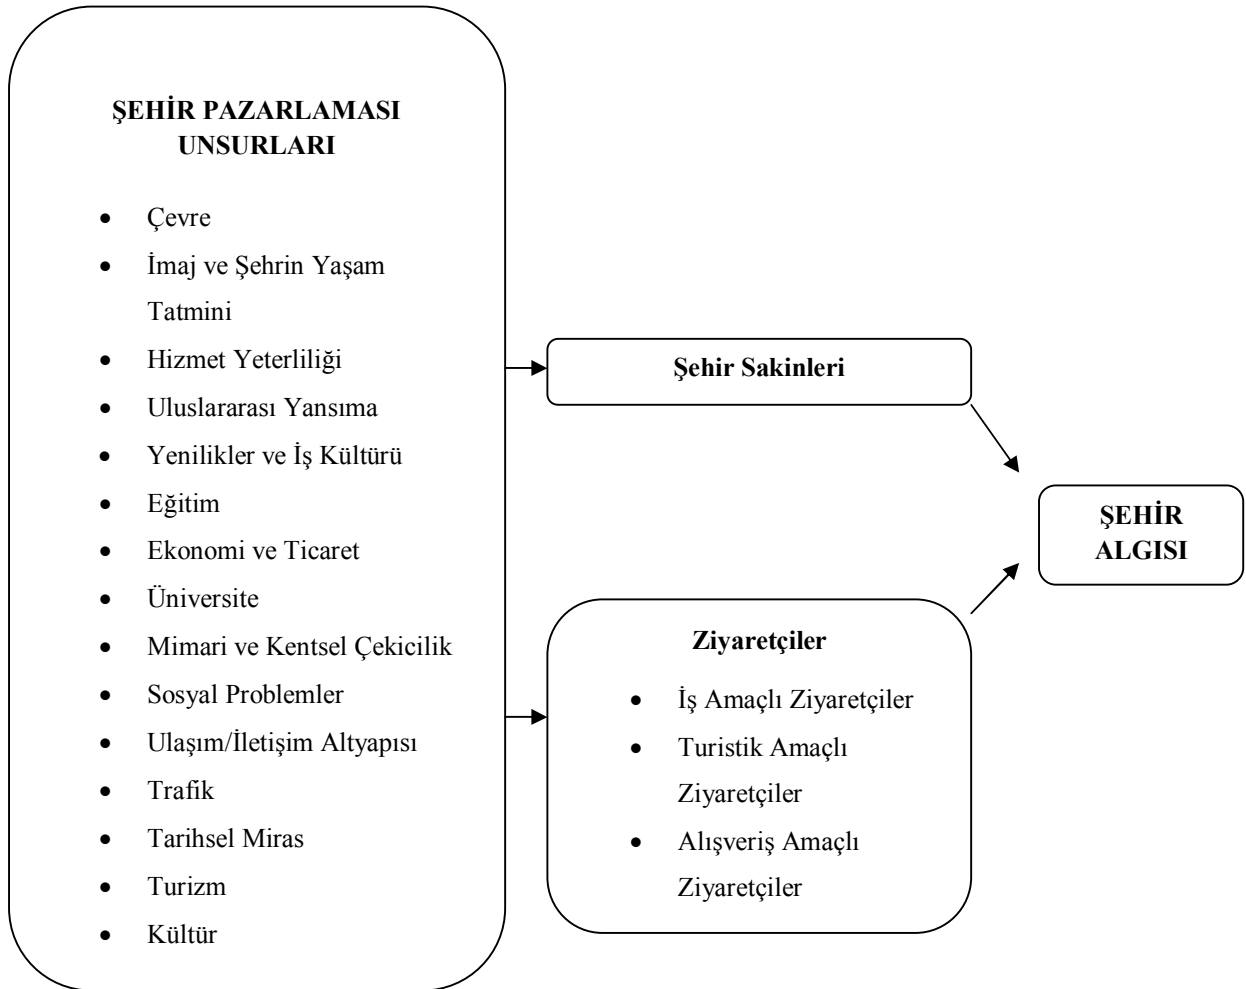 ŞEHİR PAZARLAMASI
UNSURLARI
• Çevre
• İmaj ve Şehrin Yaşam
Tatmini
• Hizmet Yeterliliği
• Uluslararası Yansıma
• Yenilikler ve İş Kültürü
• Eğitim
• Ekonomi ve Ticaret
• Üniversite
• Mimari ve Kentsel Çekicilik
• Sosyal Problemler
• Ulaşım/İletişim Altyapısı
• Trafik
• Tarihsel Miras
• Turizm
• Kültür
Şehir Sakinleri
Ziyaretçiler
• İş Amaçlı Ziyaretçiler
• Turistik Amaçlı
Ziyaretçiler
• Alışveriş Amaçlı
Ziyaretçiler
ŞEHİR
ALGISI